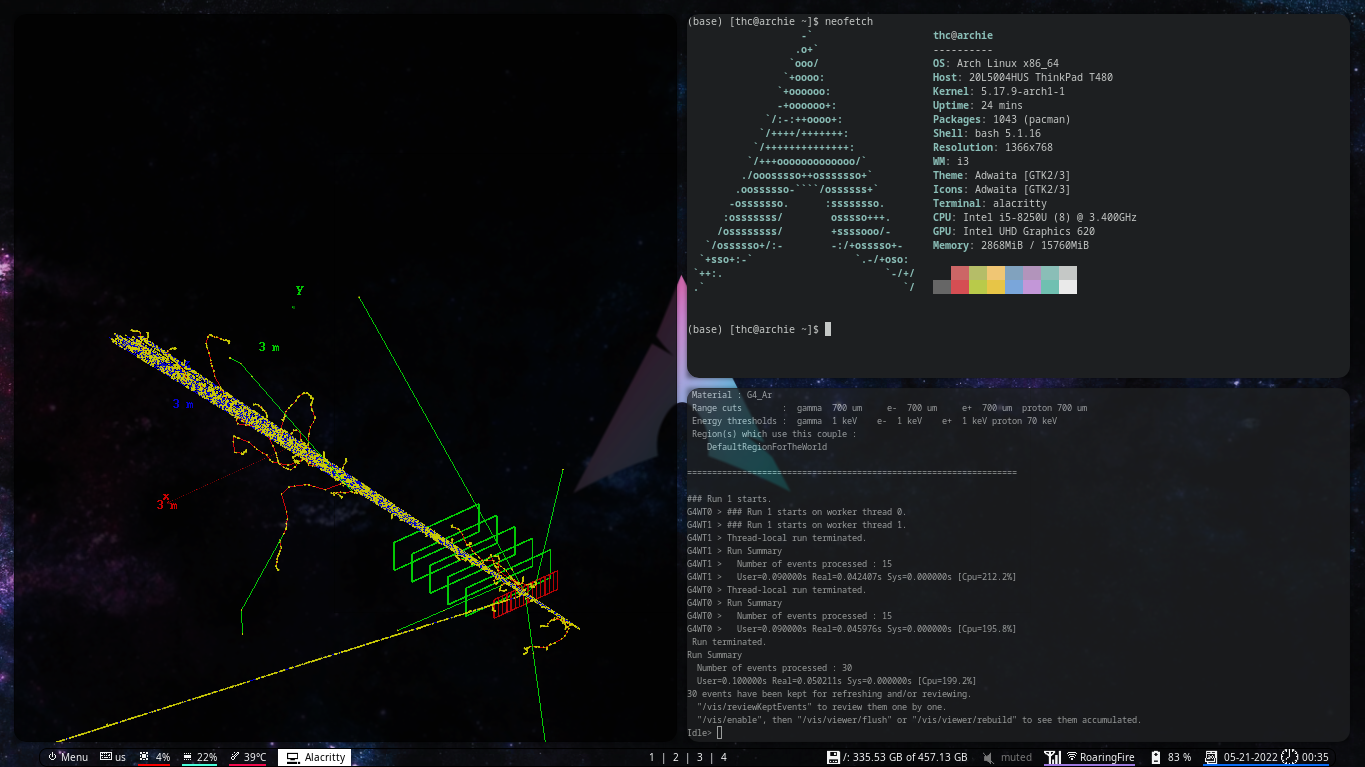 Y
3 m
3 m
x
3 m
(base) [thc@archie ~]$ neofetch
thc@archie
----------
OS: Arch Linux x86_64
Host: 20L5004HUS ThinkPad T480
Kernel: 5.17.9-arch1-1
Uptime: 24 mins
Packages: 1043 (pacman)
Shell: bash 5.1.16
Resolution: 1366x768
WM: i3
Theme: Adwaita [GTK2/3]
Icons: Adwaita [GTK2/3]
Terminal: alacritty
CPU: Intel i5-8250U (8) @ 3.400GHz
GPU: Intel UHD Graphics 620
Memory: 2868MiB / 15760MiB
(base) [thc@archie ~]$
Material : G4_Ar
Range cuts        :  gamma  700 um     e-  700 um     e+  700 um  proton 700 um
Energy thresholds :  gamma  1 keV    e-  1 keV    e+  1 keV proton 70 keV
Region(s) which use this couple :
DefaultRegionForTheWorld
==================================================================
### Run 1 starts.
G4WT0 > ### Run 1 starts on worker thread 0.
G4WT1 > ### Run 1 starts on worker thread 1.
G4WT1 > Thread-local run terminated.
G4WT1 > Run Summary
G4WT1 >   Number of events processed : 15
G4WT1 >   User=0.090000s Real=0.042407s Sys=0.000000s [Cpu=212.2%]
G4WT0 > Thread-local run terminated.
G4WT0 > Run Summary
G4WT0 >   Number of events processed : 15
G4WT0 >   User=0.090000s Real=0.045976s Sys=0.000000s [Cpu=195.8%]
Run terminated.
Run Summary
Number of events processed : 30
User=0.100000s Real=0.050211s Sys=0.000000s [Cpu=199.2%]
30 events have been kept for refreshing and/or reviewing.
"/vis/reviewKeptEvents" to review them one by one.
"/vis/enable", then "/vis/viewer/flush" or "/vis/viewer/rebuild" to see them accumulated.
Idle>
Menu us 4% 22% 39°C Alacritty 1 | 2 | 3 | 4 /: 335.53 GB of 457.13 GB muted RoaringFire 83 % 05-21-2022 00:35